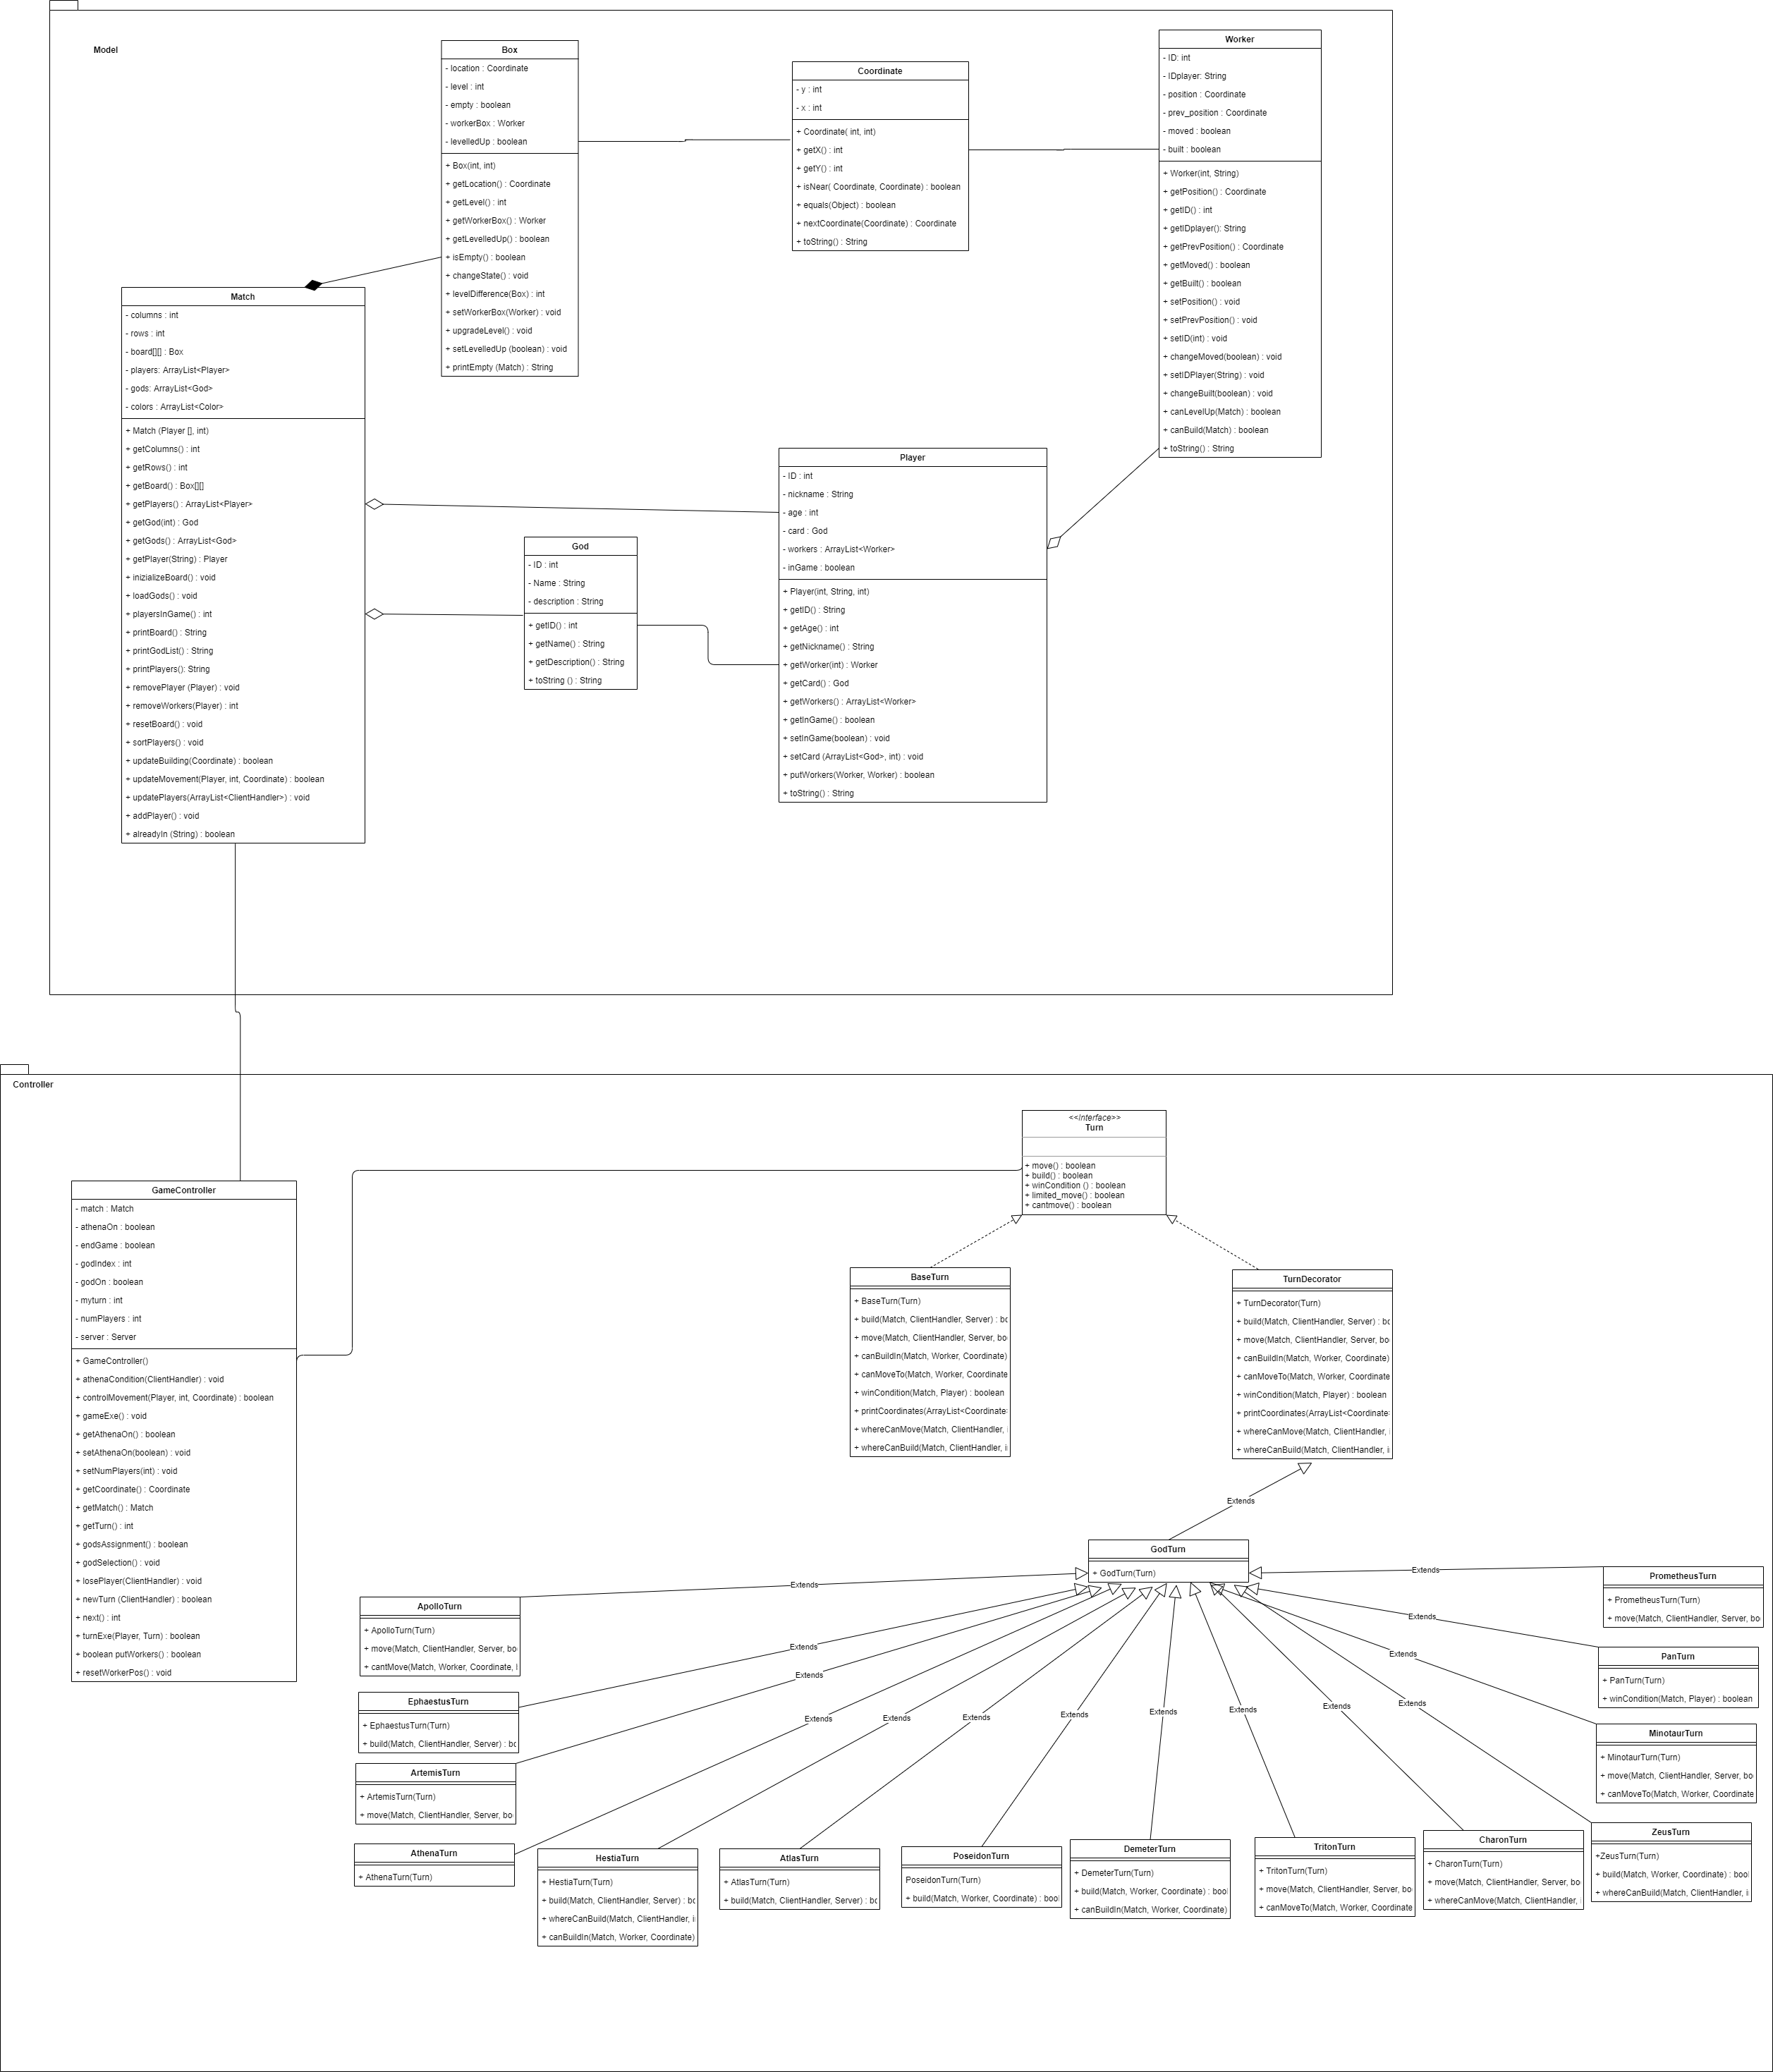 Model
Box
- location : Coordinate
- level : int
- empty : boolean
- workerBox : Worker
- levelledUp : boolean
+ Box(int, int)
+ getLocation() : Coordinate
+ getLevel() : int
+ getWorkerBox() : Worker
+ getLevelledUp() : boolean
+ isEmpty() : boolean
+ changeState() : void
+ levelDifference(Box) : int
+ setWorkerBox(Worker) : void
+ upgradeLevel() : void
+ setLevelledUp (boolean) : void
+ printEmpty (Match) : String
Coordinate
- y : int
- x : int
+ Coordinate( int, int)
+ getX() : int
+ getY() : int
+ isNear( Coordinate, Coordinate) : boolean
+ equals(Object) : boolean
+ nextCoordinate(Coordinate) : Coordinate
+ toString() : String
Worker
- ID: int
- IDplayer: String
- position : Coordinate
- prev_position : Coordinate
- moved : boolean
- built : boolean
+ Worker(int, String)
+ getPosition() : Coordinate
+ getID() : int
+ getIDplayer(): String
+ getPrevPosition() : Coordinate
+ getMoved() : boolean
+ getBuilt() : boolean
+ setPosition() : void
+ setPrevPosition() : void
+ setID(int) : void
+ changeMoved(boolean) : void
+ setIDPlayer(String) : void
+ changeBuilt(boolean) : void
+ canLevelUp(Match) : boolean
+ canBuild(Match) : boolean
+ toString() : String
Match
- columns : int
- rows : int
- board[][] : Box
- players: ArrayList<Player>
- gods: ArrayList<God>
- colors : ArrayList<Color>
+ Match (Player [], int)
+ getColumns() : int
+ getRows() : int
+ getBoard() : Box[][]
+ getPlayers() : ArrayList<Player>
+ getGod(int) : God
+ getGods() : ArrayList<God>
+ getPlayer(String) : Player
+ inizializeBoard() : void
+ loadGods() : void
+ playersInGame() : int
+ printBoard() : String
+ printGodList() : String
+ printPlayers(): String
+ removePlayer (Player) : void
+ removeWorkers(Player) : int
+ resetBoard() : void
+ sortPlayers() : void
+ updateBuilding(Coordinate) : boolean
+ updateMovement(Player, int, Coordinate) : boolean
+ updatePlayers(ArrayList<ClientHandler>) : void
+ addPlayer() : void
+ alreadyIn (String) : boolean
God
- ID : int
- Name : String
- description : String
+ getID() : int
+ getName() : String
+ getDescription() : String
+ toString () : String
Player
- ID : int
- nickname : String
- age : int
- card : God
- workers : ArrayList<Worker>
- inGame : boolean
+ Player(int, String, int)
+ getID() : String
+ getAge() : int
+ getNickname() : String
+ getWorker(int) : Worker
+ getCard() : God
+ getWorkers() : ArrayList<Worker>
+ getInGame() : boolean
+ setInGame(boolean) : void
+ setCard (ArrayList<God>, int) : void
+ putWorkers(Worker, Worker) : boolean
+ toString() : String
Controller
GameController
- match : Match
- athenaOn : boolean
- endGame : boolean
- godIndex : int
- godOn : boolean
- myturn : int
- numPlayers : int
- server : Server
+ GameController()
+ athenaCondition(ClientHandler) : void
+ controlMovement(Player, int, Coordinate) : boolean
+ gameExe() : void
+ getAthenaOn() : boolean
+ setAthenaOn(boolean) : void
+ setNumPlayers(int) : void
+ getCoordinate() : Coordinate
+ getMatch() : Match
+ getTurn() : int
+ godsAssignment() : boolean
+ godSelection() : void
+ losePlayer(ClientHandler) : void
+ newTurn (ClientHandler) : boolean
+ next() : int
+ turnExe(Player, Turn) : boolean
+ boolean putWorkers() : boolean
+ resetWorkerPos() : void
<<Interface>>
Turn
+ move() : boolean
+ build() : boolean
+ winCondition () : boolean
+ limited_move() : boolean
+ cantmove() : boolean
BaseTurn
+ BaseTurn(Turn)
+ build(Match, ClientHandler, Server) : bo
+ move(Match, ClientHandler, Server, bo
+ canBuildIn(Match, Worker, Coordinate)
+ canMoveTo(Match, Worker, Coordinate
+ winCondition(Match, Player) : boolean
+ printCoordinates(ArrayList<Coordinate>
+ whereCanMove(Match, ClientHandler, i
+ whereCanBuild(Match, ClientHandler, i
TurnDecorator
+ TurnDecorator(Turn)
+ build(Match, ClientHandler, Server) : bo
+ move(Match, ClientHandler, Server, bo
+ canBuildIn(Match, Worker, Coordinate)
+ canMoveTo(Match, Worker, Coordinate
+ winCondition(Match, Player) : boolean
+ printCoordinates(ArrayList<Coordinate>
+ whereCanMove(Match, ClientHandler, i
+ whereCanBuild(Match, ClientHandler, i
Extends
GodTurn
+ GodTurn(Turn)
Extends
Extends
Extends
Extends
Extends
Extends
Extends
Extends
Extends
Extends
Extends
Extends
Extends
Extends
ApolloTurn
+ ApolloTurn(Turn)
+ move(Match, ClientHandler, Server, bo
+ cantMove(Match, Worker, Coordinate, 
EphaestusTurn
+ EphaestusTurn(Turn)
+ build(Match, ClientHandler, Server) : bo
ArtemisTurn
+ ArtemisTurn(Turn)
+ move(Match, ClientHandler, Server, bo
AthenaTurn
+ AthenaTurn(Turn)
HestiaTurn
+ HestiaTurn(Turn)
+ build(Match, ClientHandler, Server) : bo
+ whereCanBuild(Match, ClientHandler, i
+ canBuildIn(Match, Worker, Coordinate)
AtlasTurn
+ AtlasTurn(Turn)
+ build(Match, ClientHandler, Server) : bo
PoseidonTurn
PoseidonTurn(Turn)
+ build(Match, Worker, Coordinate) : bool
DemeterTurn
+ DemeterTurn(Turn)
+ build(Match, Worker, Coordinate) : bool
+ canBuildIn(Match, Worker, Coordinate)
TritonTurn
+ TritonTurn(Turn)
+ move(Match, ClientHandler, Server, bo
+ canMoveTo(Match, Worker, Coordinate
CharonTurn
+ CharonTurn(Turn)
+ move(Match, ClientHandler, Server, bo
+ whereCanMove(Match, ClientHandler, i
ZeusTurn
+ZeusTurn(Turn)
+ build(Match, Worker, Coordinate) : bool
+ whereCanBuild(Match, ClientHandler, i
MinotaurTurn
+ MinotaurTurn(Turn)
+ move(Match, ClientHandler, Server, bo
+ canMoveTo(Match, Worker, Coordinate
PanTurn
+ PanTurn(Turn)
+ winCondition(Match, Player) : boolean
PrometheusTurn
+ PrometheusTurn(Turn)
+ move(Match, ClientHandler, Server, bo